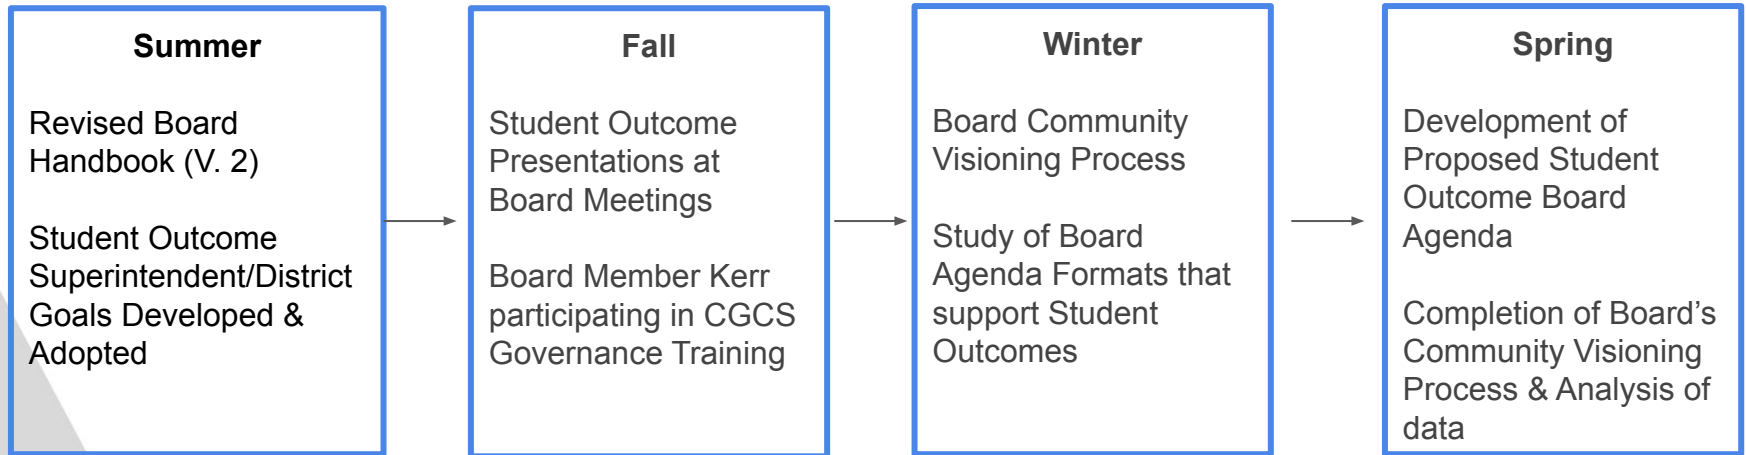 Summer
Revised Board
Handbook (V. 2)
Student Outcome
Superintendent/District
Goals Developed &
Adopted
Fall
Student Outcome
Presentations at
Board Meetings
Board Member Kerr
participating in CGCS
Governance Training
Winter
Board Community
Visioning Process
Study of Board
Agenda Formats that
support Student
Outcomes
Spring
Development of
Proposed Student
Outcome Board
Agenda
Completion of Board’s
Community Visioning
Process & Analysis of
data